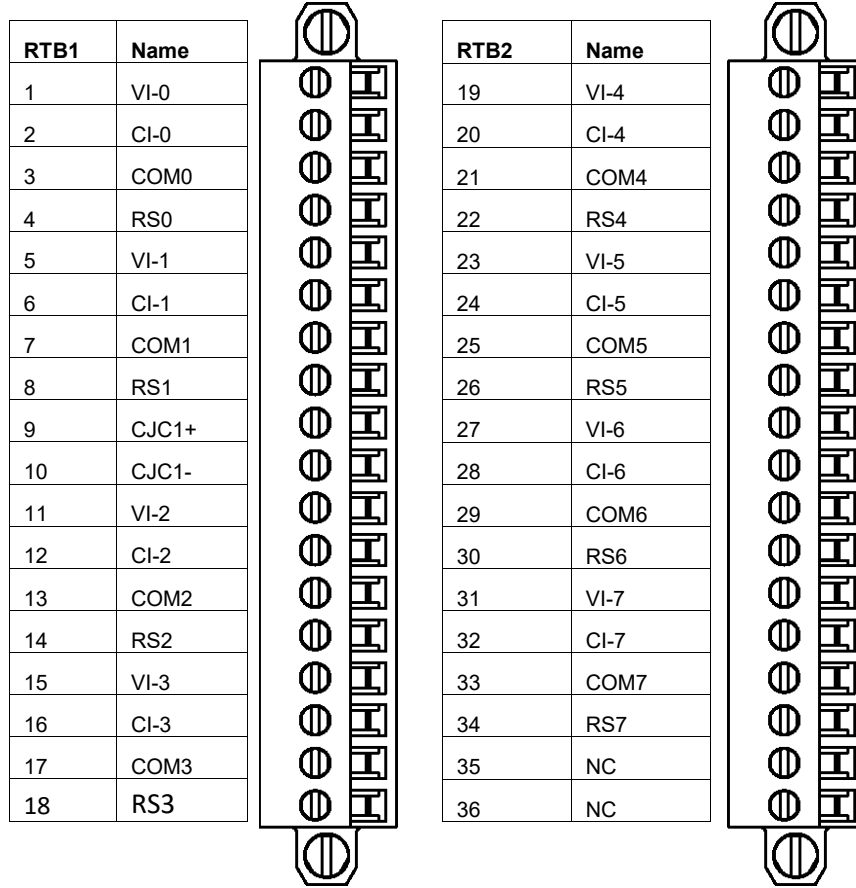 RTB1 Name
1 VI-0
2 CI-0
3 COM0
4 RS0
5 VI-1
6 CI-1
7 COM1
8 RS1
9 CJC1+
10 CJC1-
11 VI-2
12 CI-2
13 COM2
14 RS2
15 VI-3
16 CI-3
17 COM3
18 RS3
RTB2 Name
19 VI-4
20 CI-4
21 COM4
22 RS4
23 VI-5
24 CI-5
25 COM5
26 RS5
27 VI-6
28 CI-6
29 COM6
30 RS6
31 VI-7
32 CI-7
33 COM7
34 RS7
35 NC
36 NC